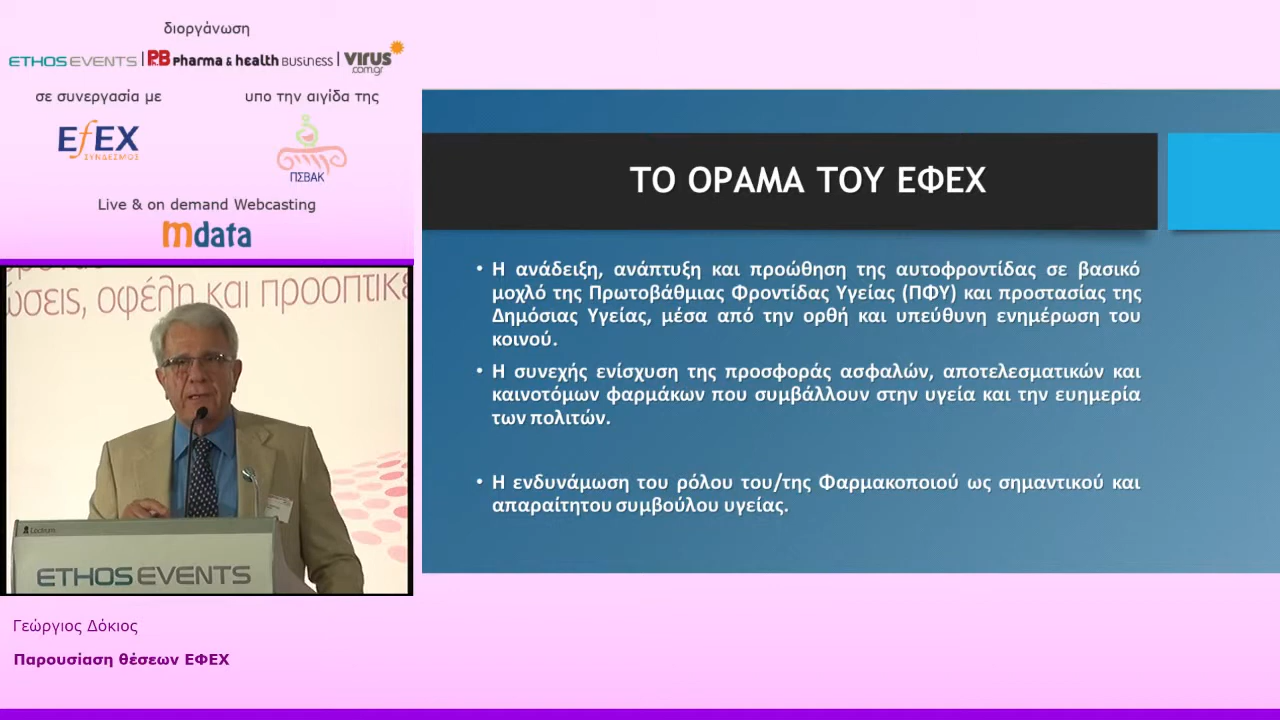 διοργάνωση
ETHOS EVENTS | PB pharma & health BUSINESS | virus .com.gr
σε συνεργασία με
υπο την αιγίδα της
EfEX
ΣΥΝΔΕΣΜΟΣ
ΠΣΒΑΚ
Live & on demand Webcasting
mdata
ώσεις, οφέλη και προοπτικέ
Lectrum
ETHOS EVENTS
Γεώργιος Δόκιος
Παρουσίαση θέσεων ΕΦΕΧ
ΤΟ ΟΡΑΜΑ ΤΟΥ ΕΦΕΧ
• Η ανάδειξη, ανάπτυξη και προώθηση της αυτοφροντίδας σε βασικό
μοχλό της Πρωτοβάθμιας Φροντίδας Υγείας (ΠΦΥ) και προστασίας της
Δημόσιας Υγείας, μέσα από την ορθή και υπεύθυνη ενημέρωση του
κοινού.
• Η συνεχής ενίσχυση της προσφοράς ασφαλών, αποτελεσματικών και
καινοτόμων φαρμάκων που συμβάλλουν στην υγεία και την ευημερία
των πολιτών.
• Η ενδυνάμωση του ρόλου του/της Φαρμακοποιού ως σημαντικού και
απαραίτητου συμβούλου υγείας.